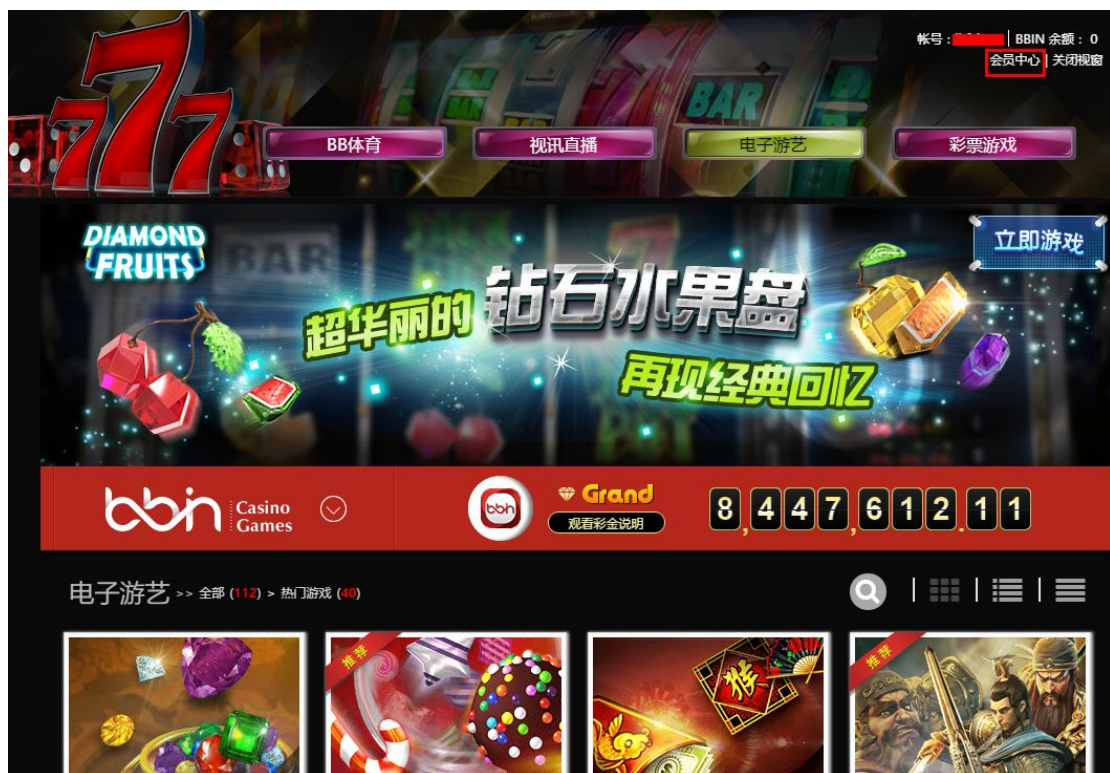 帐号 : | BBIN 余额 : 0
会员中心 | 关闭视窗
777
BAR
BB体育
视讯直播
电子游艺
彩票游戏
DIAMOND
FRUITS
BAR
立即游戏
超华丽的
钻石水果盘
再现经典回忆
bbin Casino
Games
bbin
Grand
观看彩金说明
8,447,612.11
电子游艺 >> 全部 (112) > 热门游戏 (40)
推荐
猴
推荐